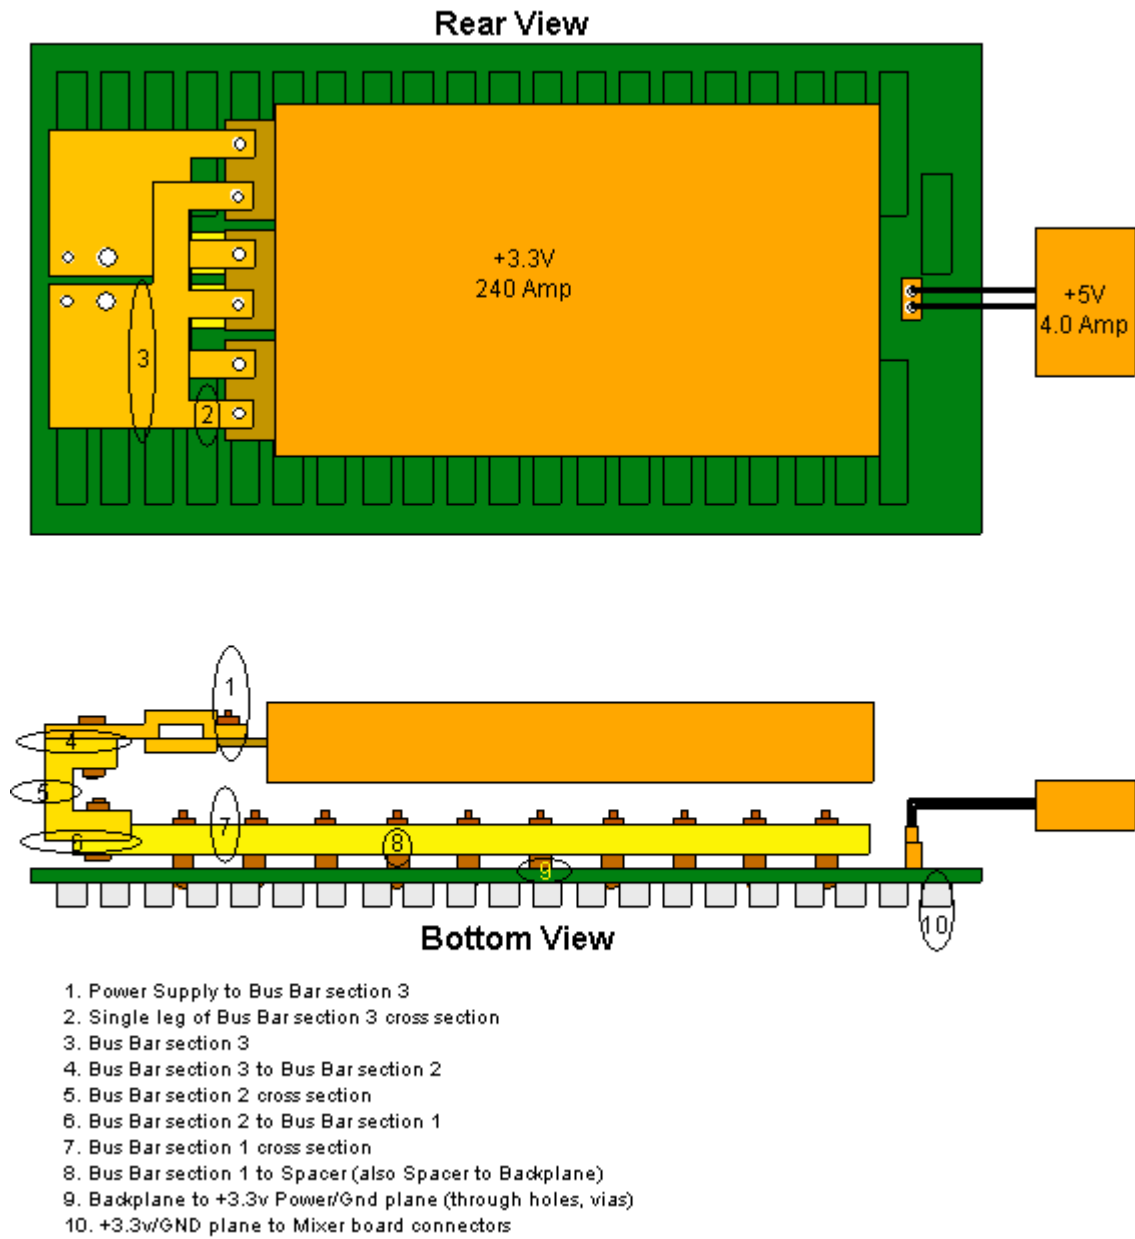 Rear View
+3.3V
240 Amp
+5V
4.0 Amp
3
2
1
4
5
7
6
8
9
10
Bottom View
1. Power Supply to Bus Bar section 3
2. Single leg of Bus Bar section 3 cross section
3. Bus Bar section 3
4. Bus Bar section 3 to Bus Bar section 2
5. Bus Bar section 2 cross section
6. Bus Bar section 2 to Bus Bar section 1
7. Bus Bar section 1 cross section
8. Bus Bar section 1 to Spacer (also Spacer to Backplane)
9. Backplane to +3.3v Power/Gnd plane (through holes, vias)
10. +3.3v/GND plane to Mixer board connectors